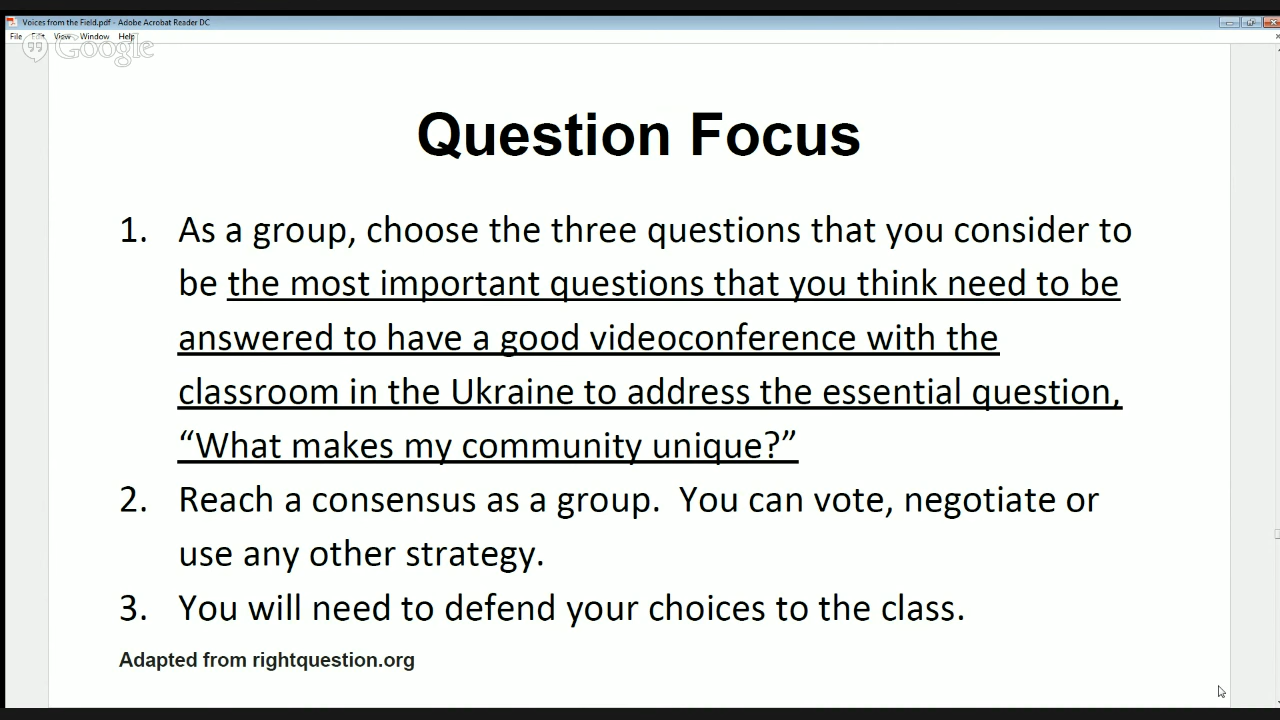 Voices from the Field.pdf - Adobe Acrobat Reader DC
File Edit View Window Help
Google
Question Focus
1. As a group, choose the three questions that you consider to
be the most important questions that you think need to be
answered to have a good videoconference with the
classroom in the Ukraine to address the essential question,
“What makes my community unique?”
2. Reach a consensus as a group. You can vote, negotiate or
use any other strategy.
3. You will need to defend your choices to the class.
Adapted from rightquestion.org